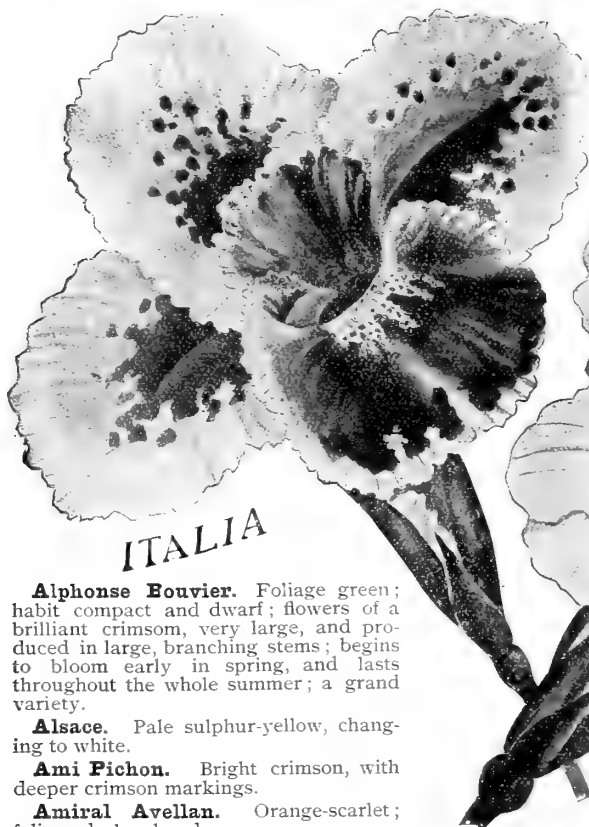 ITALIA
Alphonse Bouvier. Foliage green;
habit compact and dwarf; flowers of a
brilliant crimsom, very large, and pro-
duced in large, branching stems; begins
to bloom early in spring, and lasts
throughout the whole summer; a grand
variety.
Alsace. Pale sulphur-yellow, chang-
ing to white.
Ami Pichon. Bright crimson, with
deeper crimson markings.
Amiral Avellan. Orange-scarlet;